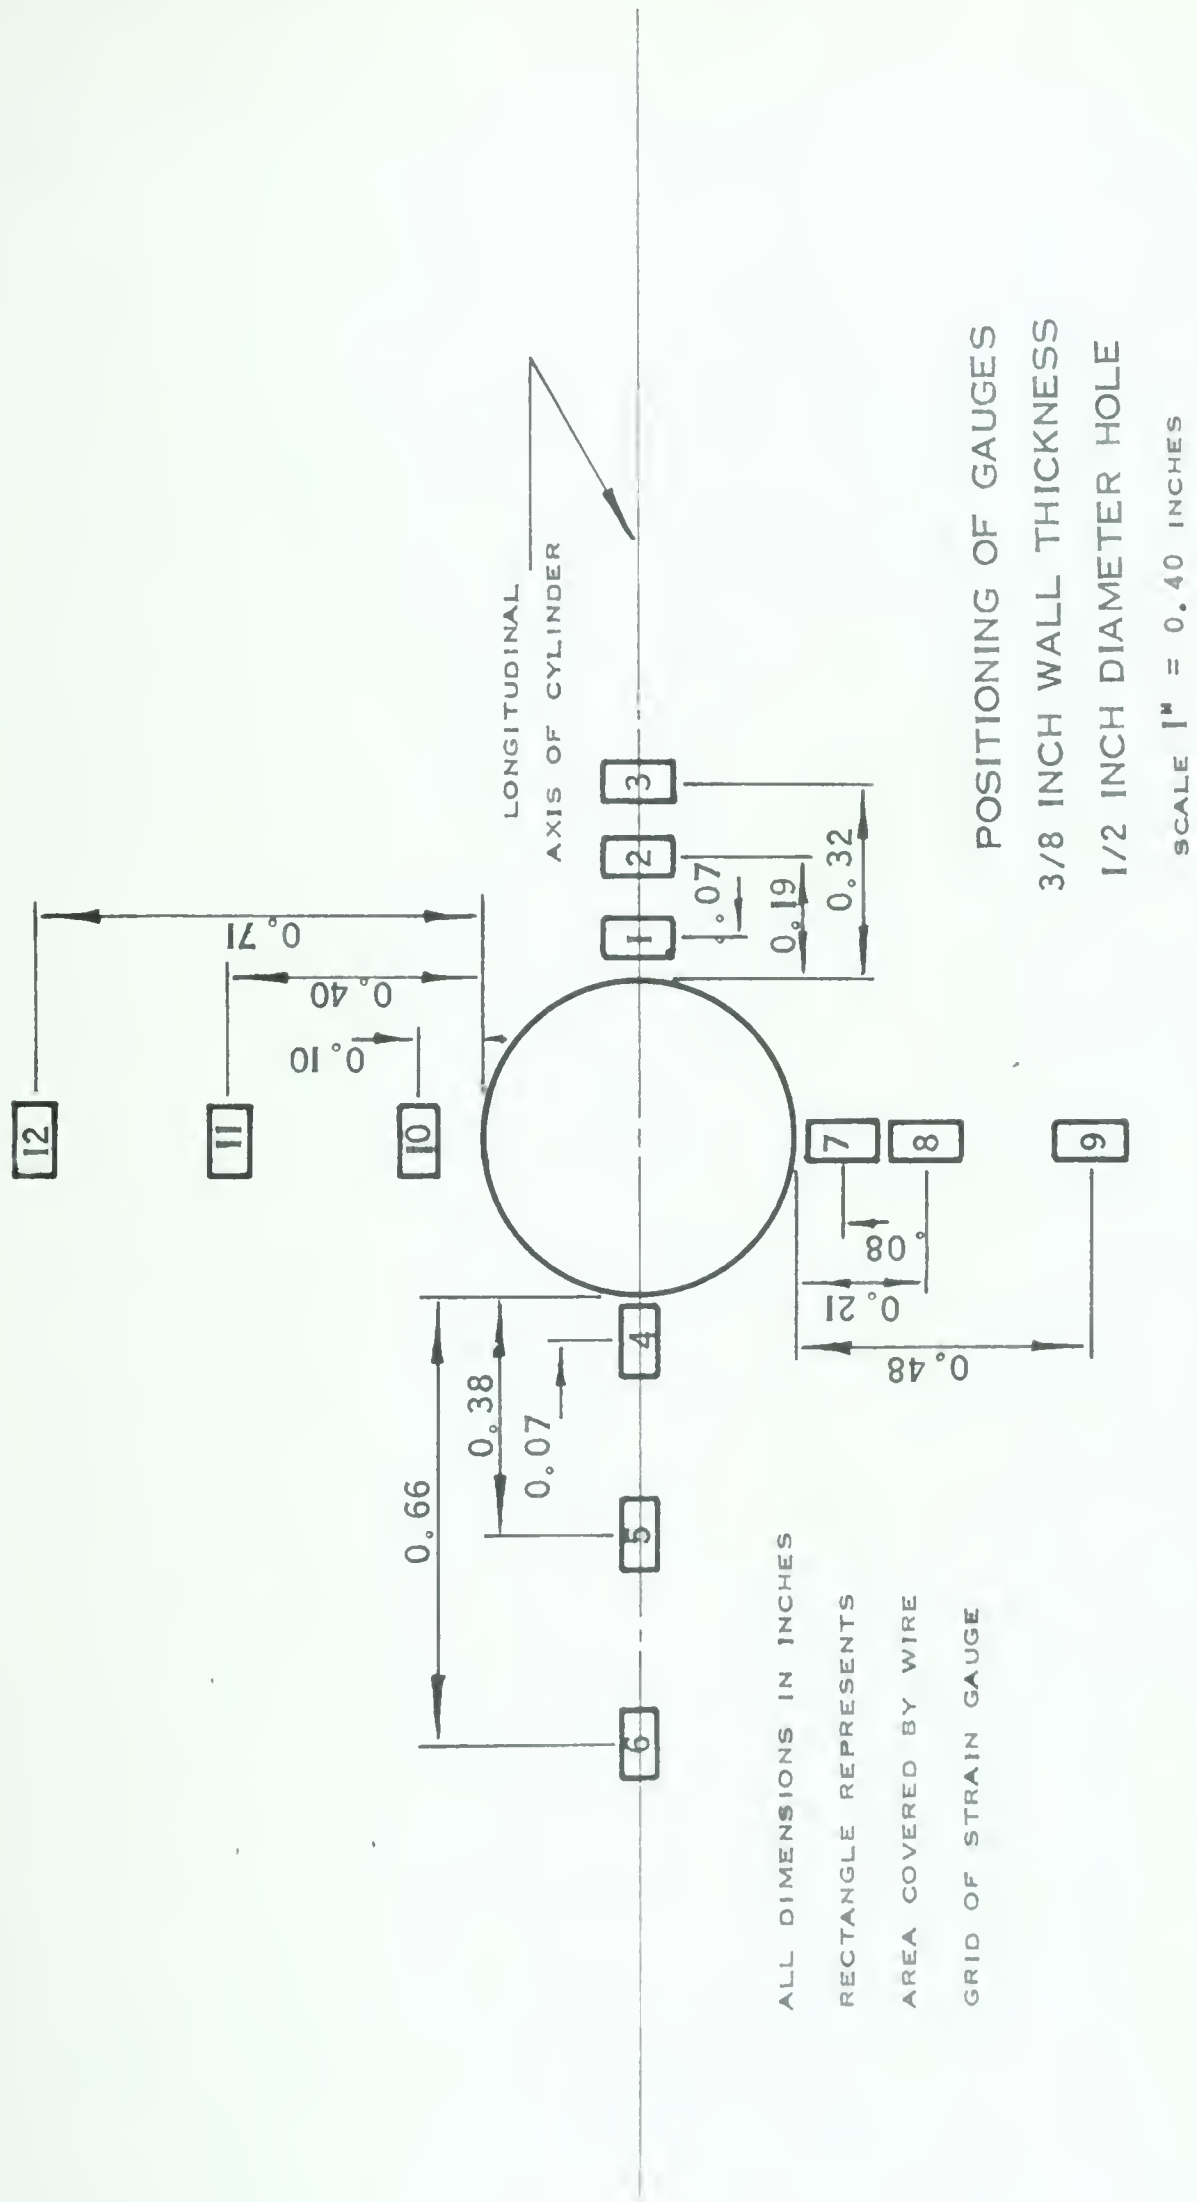 12
11
10
0.71
0.40
0.10
LONGITUDINAL
AXIS OF CYLINDER
1
2
3
.07
0.19
0.32
4
5
6
0.66
0.38
0.07
7
8
9
.08
0.21
0.48
ALL DIMENSIONS IN INCHES
RECTANGLE REPRESENTS
AREA COVERED BY WIRE
GRID OF STRAIN GAUGE
POSITIONING OF GAUGES
3/8 INCH WALL THICKNESS
1/2 INCH DIAMETER HOLE
SCALE 1" = 0.40 INCHES